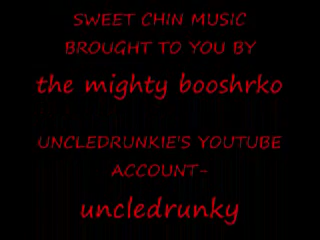 SWEET CHIN MUSIC
BROUGHT TO YOU BY
the mighty booshrko
UNCLEDRUNKIE'S YOUTUBE
ACCOUNT-
uncledrunky